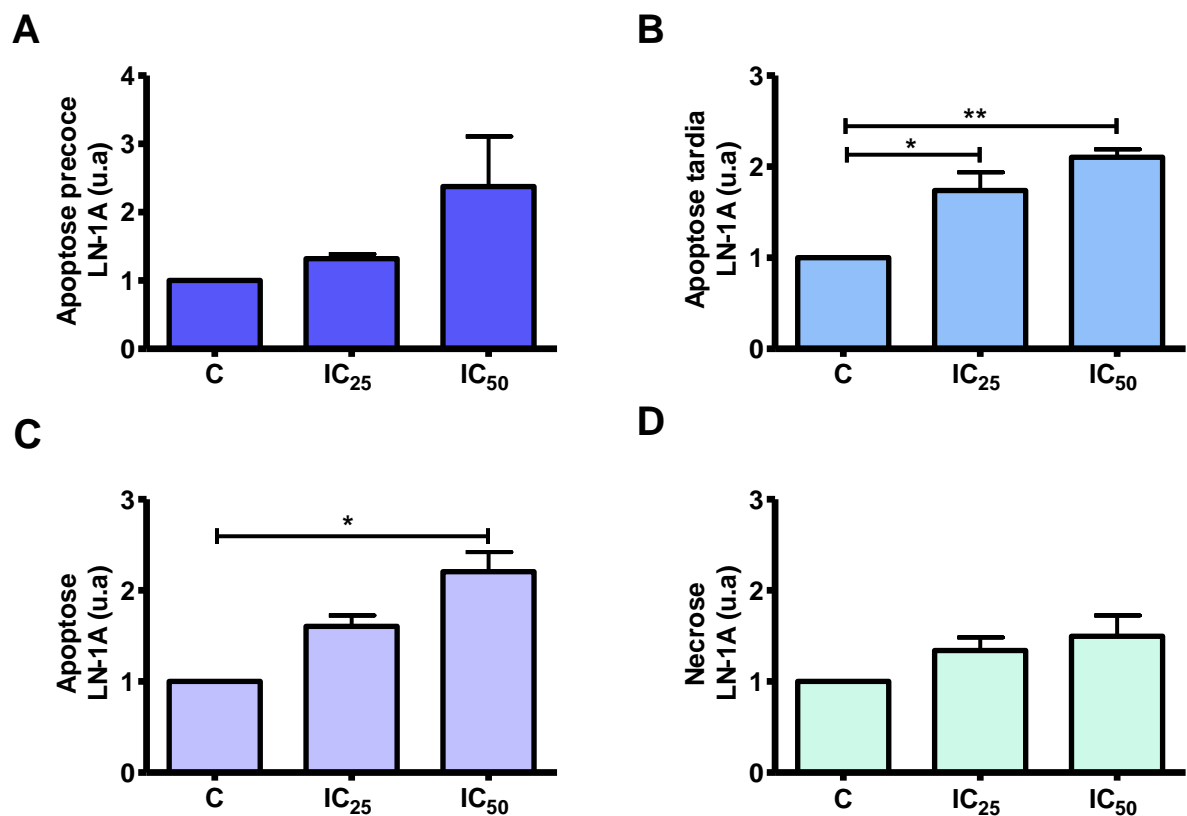 A
Apoptose precoce
LN-1A (u.a)
4
3
2
1
0
C
IC25
IC50
B
Apoptose tardia
LN-1A (u.a)
3
2
1
0
**
*
C
IC25
IC50
C
Apoptose
LN-1A (u.a)
3
2
1
0
*
C
IC25
IC50
D
Necrose
LN-1A (u.a)
3
2
1
0
C
IC25
IC50